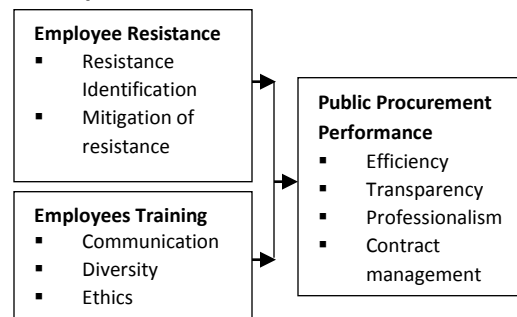 Employee Resistance
▪ Resistance
Identification
▪ Mitigation of
resistance
Employees Training
▪ Communication
▪ Diversity
▪ Ethics
Public Procurement
Performance
▪ Efficiency
▪ Transparency
▪ Professionalism
▪ Contract
management